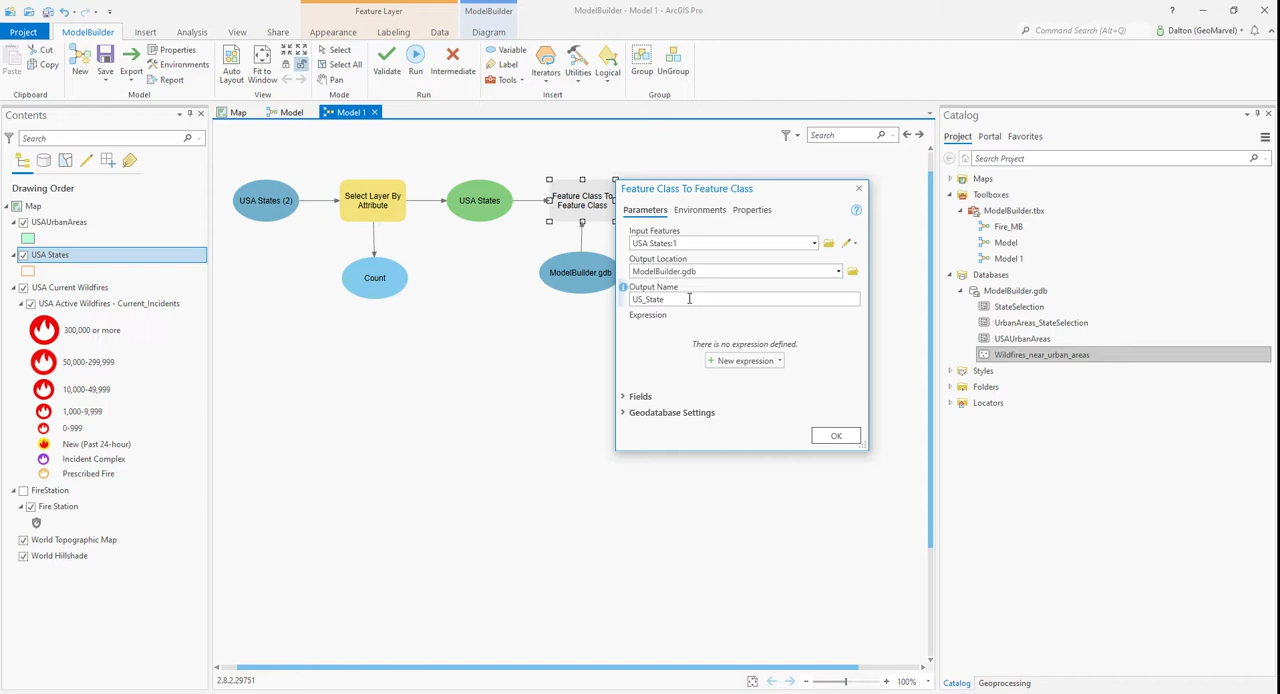 Feature Layer
ModelBuilder
ModelBuilder - Model 1 - ArcGIS Pro
?
Project
ModelBuilder
Insert
Analysis
View
Share
Appearance
Labeling
Data
Diagram
Command Search (Alt+Q)
Dalton (GeoMarvel)
Paste
Cut
Copy
New
Save
Export
Properties
Environments
Report
Auto Layout
Fit to Window
Select
Select All
Pan
Validate
Run
Intermediate
Variable
Label
Tools
Iterators
Utilities
Logical
Group
UnGroup
Clipboard
Model
View
Mode
Run
Insert
Group
Contents
Search
Drawing Order
Map
USAUrbanAreas
USA States
USA Current Wildfires
USA Active Wildfires - Current_Incidents
300,000 or more
50,000-299,999
10,000-49,999
1,000-9,999
0-999
New (Past 24-hour)
Incident Complex
Prescribed Fire
FireStation
Fire Station
World Topographic Map
World Hillshade
Map
Model
Model 1
Search
USA States (2)
Select Layer By
Attribute
USA States
Feature Class To
Feature Class
Count
ModelBuilder.gdb
Feature Class To Feature Class
Parameters
Environments
Properties
?
Input Features
USA States:1
Output Location
ModelBuilder.gdb
Output Name
US_State
Expression
There is no expression defined.
+ New expression
Fields
Geodatabase Settings
OK
2.8.2.29751
100%
Catalog
Project
Portal
Favorites
Search Project
Maps
Toolboxes
ModelBuilder.tbx
Fire_MB
Model
Model 1
Databases
ModelBuilder.gdb
StateSelection
UrbanAreas_StateSelection
USAUrbanAreas
Wildfires_near_urban_areas
Styles
Folders
Locators
Catalog
Geoprocessing